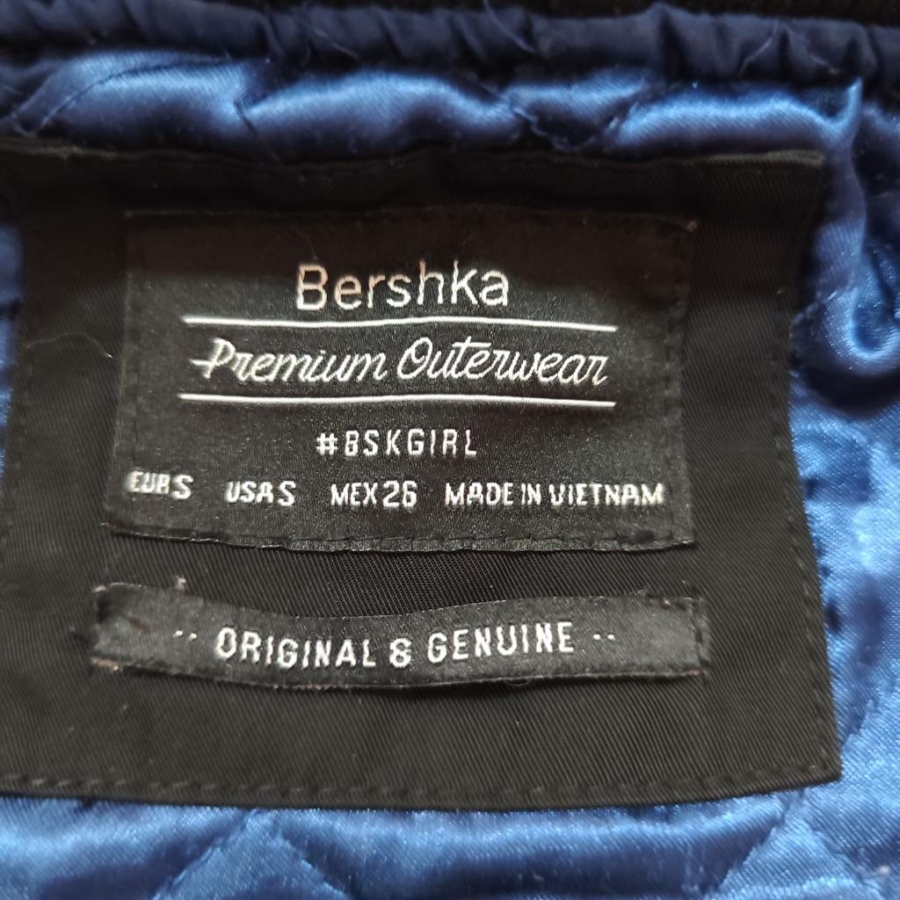 Bershka
Premium Outerwear
#BSKGIRL
EUR S USA S MEX 26 MADE IN VIETNAM
·· ORIGINAL & GENUINE ··